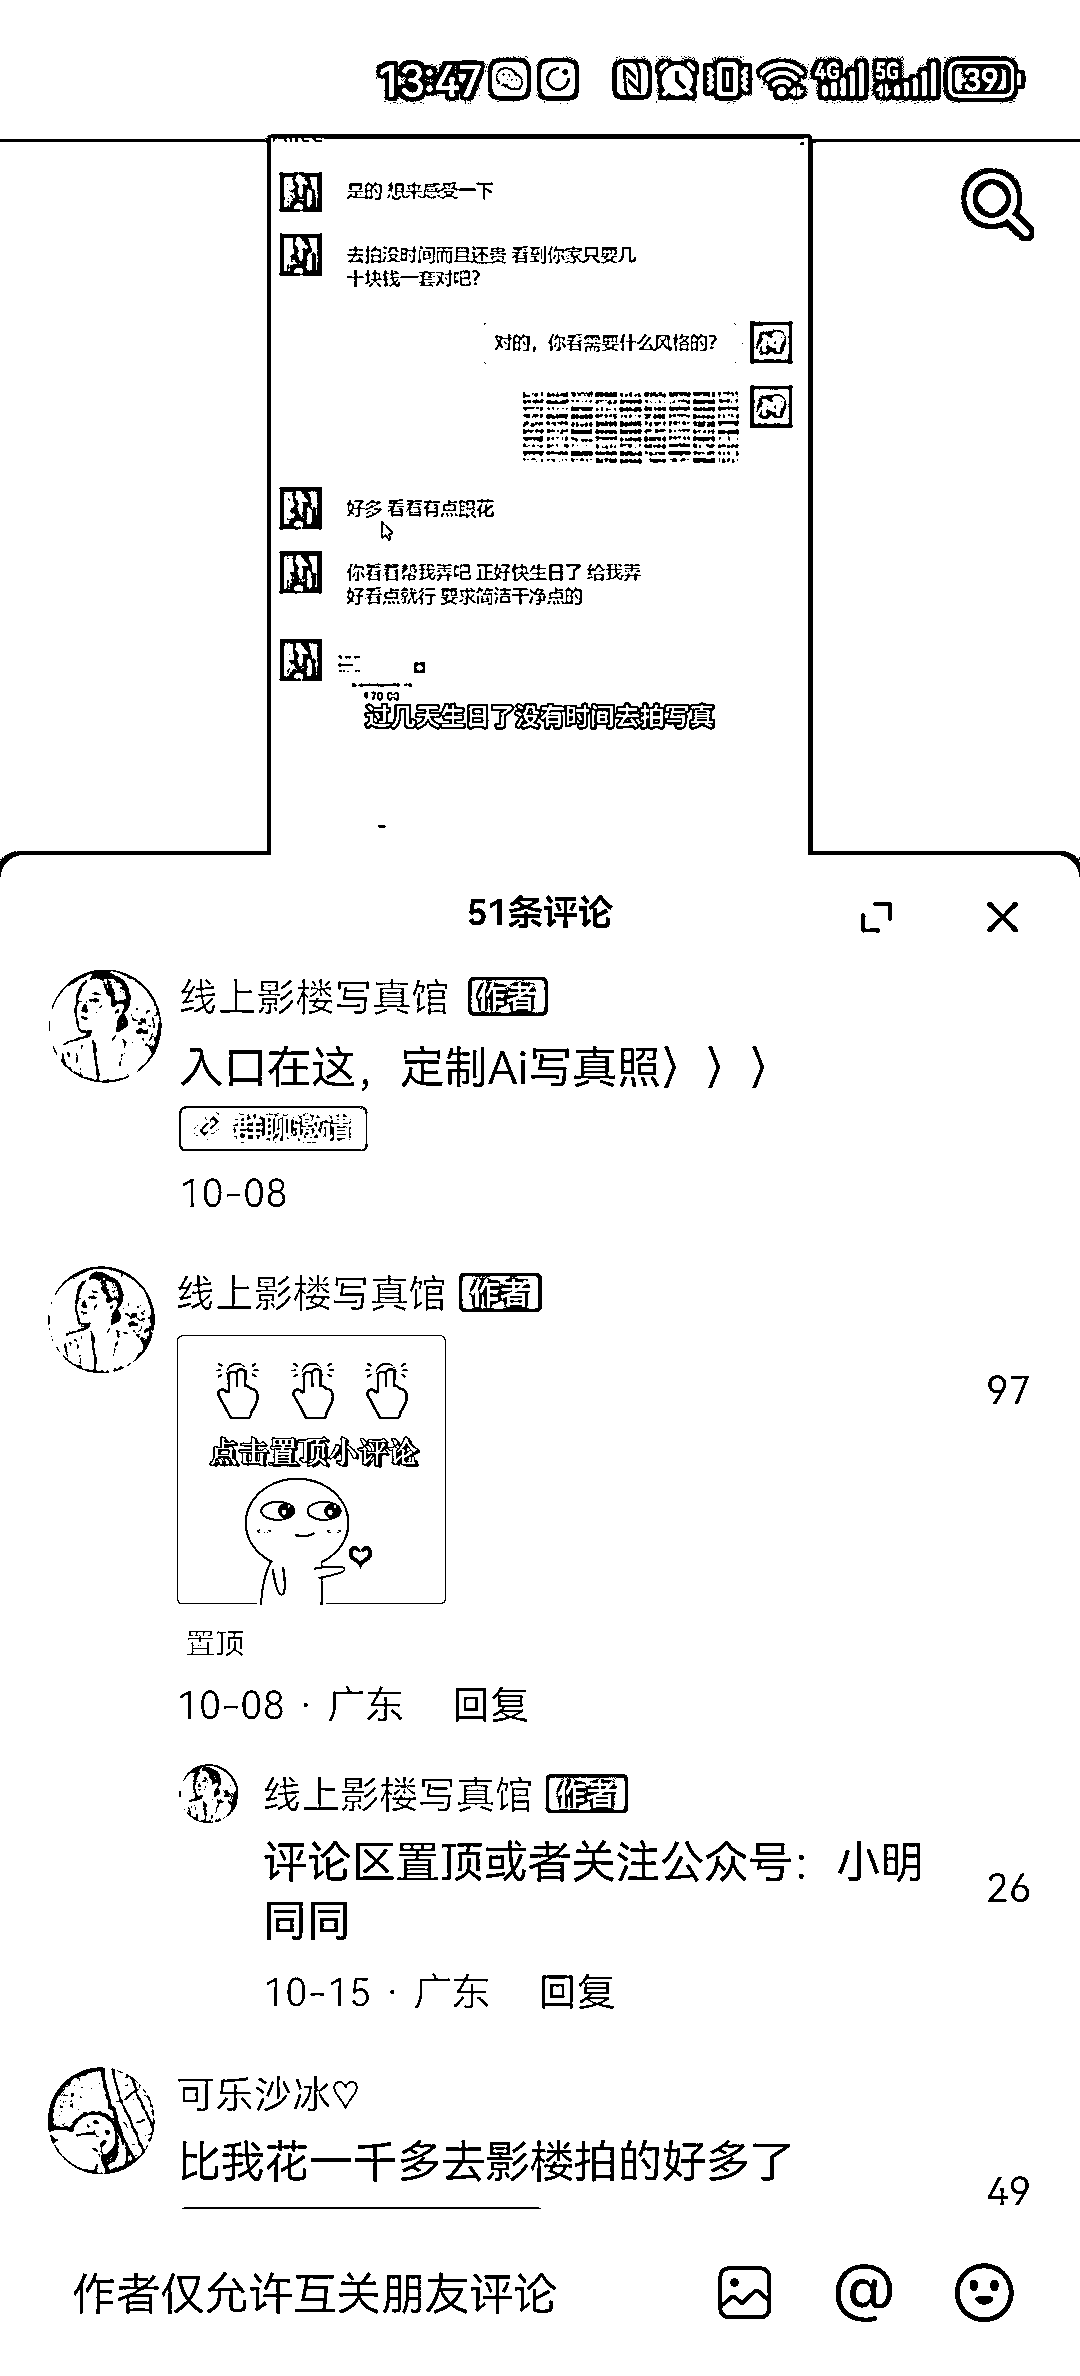 13:47
4G
5G
39
是的 想来感受一下
去拍没时间而且还贵 看到你家只要几
十块钱一套对吧？
对的，你看需要什么风格的？
好多 看着有点眼花
你看着帮我弄吧 正好快生日了 给我弄
好看点就行 要求简洁干净点的
过几天生日了没有时间去拍写真
51条评论
线上影楼写真馆 作者
入口在这，定制Ai写真照》》》
群聊邀请
10-08
线上影楼写真馆 作者
点击置顶小评论
97
置顶
10-08 · 广东 回复
线上影楼写真馆 作者
评论区置顶或者关注公众号：小明
同同
26
10-15 · 广东 回复
可乐沙冰♡
比我花一千多去影楼拍的好多了
49
作者仅允许互关朋友评论